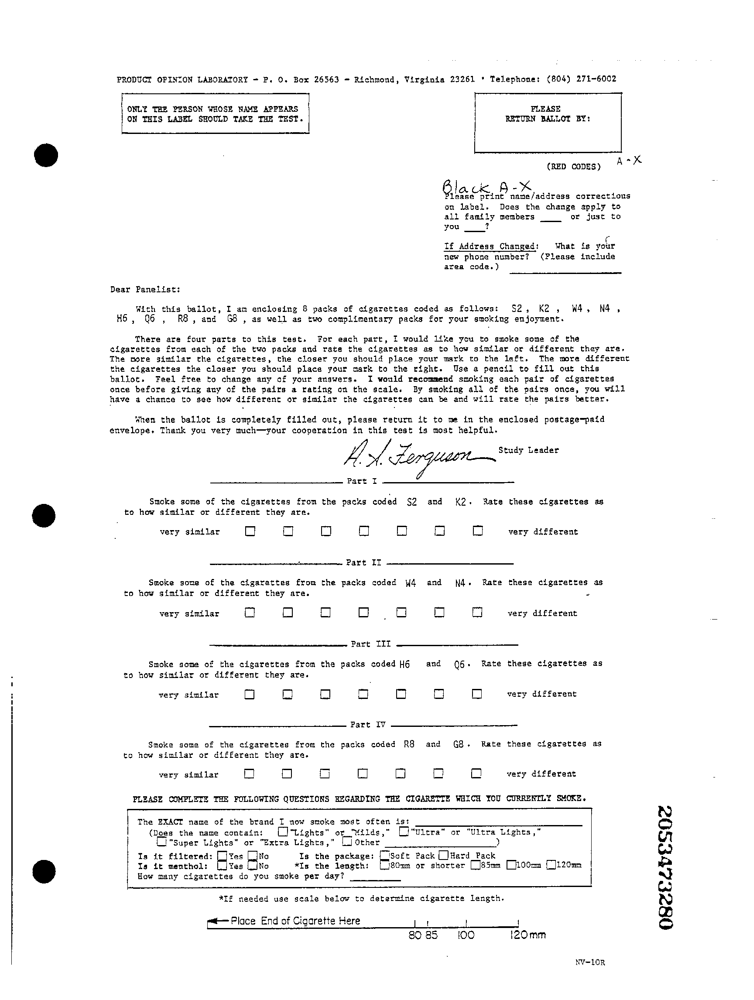 PRODUCT OPINION LABORATORY - P. O. Box 26563 - Richmond, Virginia 23261 · Telephone: (804) 271-6002
ONLY THE PERSON WHOSE NAME APPEARS
ON THIS LABEL SHOULD TAKE THE TEST.
PLEASE
RETURN BALLOT BY:
(RED CODES) A-X
Black A-X
Please print name/address corrections
on label. Does the change apply to
all family members ____ or just to
you ____?
If Address Changed: What is your
new phone number? (Please include
area code.) ____________
Dear Panelist:
With this ballot, I am enclosing 8 packs of cigarettes coded as follows: S2, K2, W4, N4,
H6, Q6, R8, and G8, as well as two complimentary packs for your smoking enjoyment.
There are four parts to this test. For each part, I would like you to smoke some of the
cigarettes from each of the two packs and rate the cigarettes as to how similar or different they are.
The more similar the cigarettes, the closer you should place your mark to the left. The more different
the cigarettes the closer you should place your mark to the right. Use a pencil to fill out this
ballot. Feel free to change any of your answers. I would recommend smoking each pair of cigarettes
once before giving any of the pairs a rating on the scale. By smoking all of the pairs once, you will
have a chance to see how different or similar the cigarettes can be and will rate the pairs better.
When the ballot is completely filled out, please return it to me in the enclosed postage-paid
envelope. Thank you very much—your cooperation in this test is most helpful.
Ferguson Study Leader
Part I
Smoke some of the cigarettes from the packs coded S2 and K2. Rate these cigarettes as
to how similar or different they are.
very similar ☐ ☐ ☐ ☐ ☐ ☐ ☐ very different
Part II
Smoke some of the cigarettes from the packs coded W4 and N4. Rate these cigarettes as
to how similar or different they are.
very similar ☐ ☐ ☐ ☐ ☐ ☐ ☐ very different
Part III
Smoke some of the cigarettes from the packs coded H6 and Q6. Rate these cigarettes as
to how similar or different they are.
very similar ☐ ☐ ☐ ☐ ☐ ☐ ☐ very different
Part IV
Smoke some of the cigarettes from the packs coded R8 and G8. Rate these cigarettes as
to how similar or different they are.
very similar ☐ ☐ ☐ ☐ ☐ ☐ ☐ very different
PLEASE COMPLETE THE FOLLOWING QUESTIONS REGARDING THE CIGARETTE WHICH YOU CURRENTLY SMOKE.
The EXACT name of the brand I now smoke most often is: ____________
(Does the name contain: ☐"Lights" or "Milds," ☐"Ultra" or "Ultra Lights,"
☐"Super Lights" or "Extra Lights," ☐Other ____________)
Is it filtered: ☐Yes ☐No Is the package: ☐Soft Pack ☐Hard Pack
Is it menthol: ☐Yes ☐No *Is the length: ☐80mm or shorter ☐85mm ☐100mm ☐120mm
How many cigarettes do you smoke per day? ________
*If needed use scale below to determine cigarette length.
Place End of Cigarette Here
80 85 100 120mm
NV-10R
2053473280